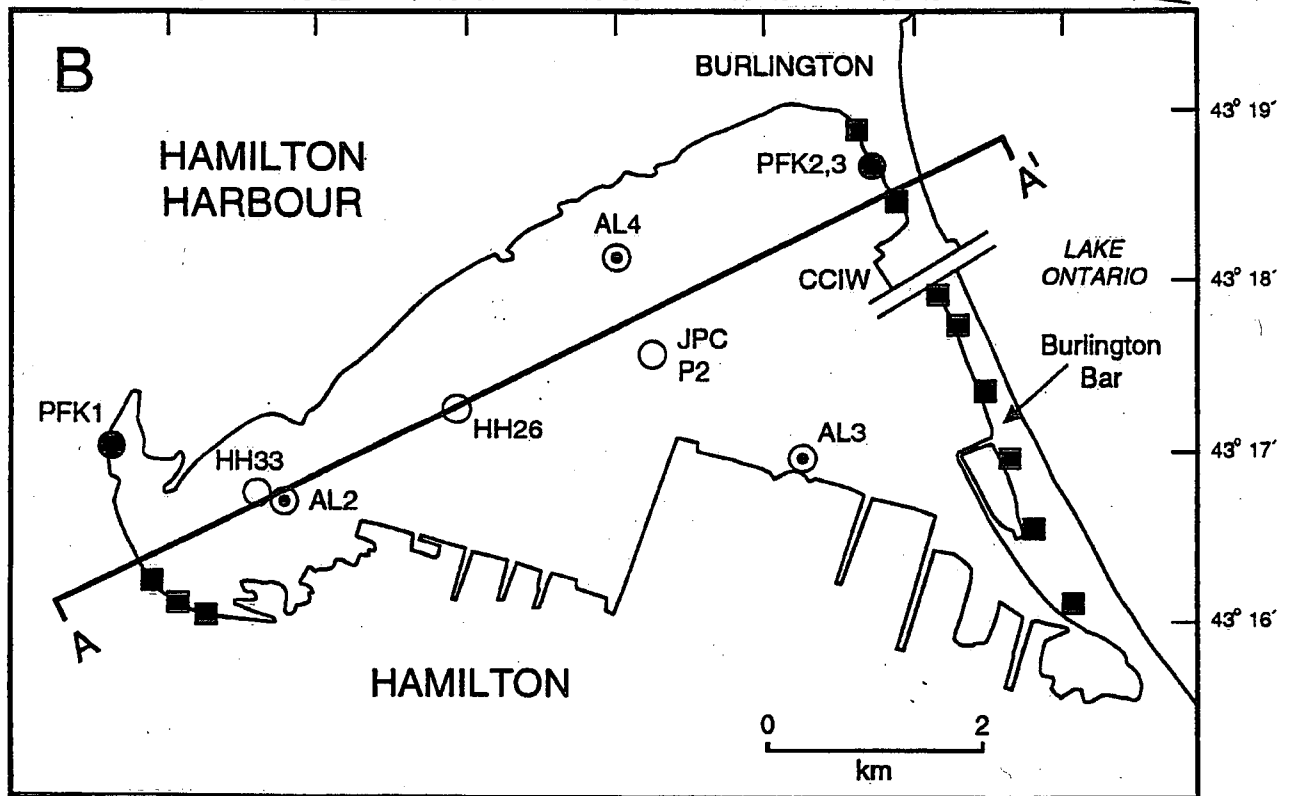 B
BURLINGTON
43° 19′
HAMILTON
HARBOUR
PFK2,3
A′
AL4
LAKE
ONTARIO
CCIW
43° 18′
JPC
P2
Burlington
Bar
PFK1
HH26
AL3
43° 17′
HH33
AL2
43° 16′
A
HAMILTON
0 2
km